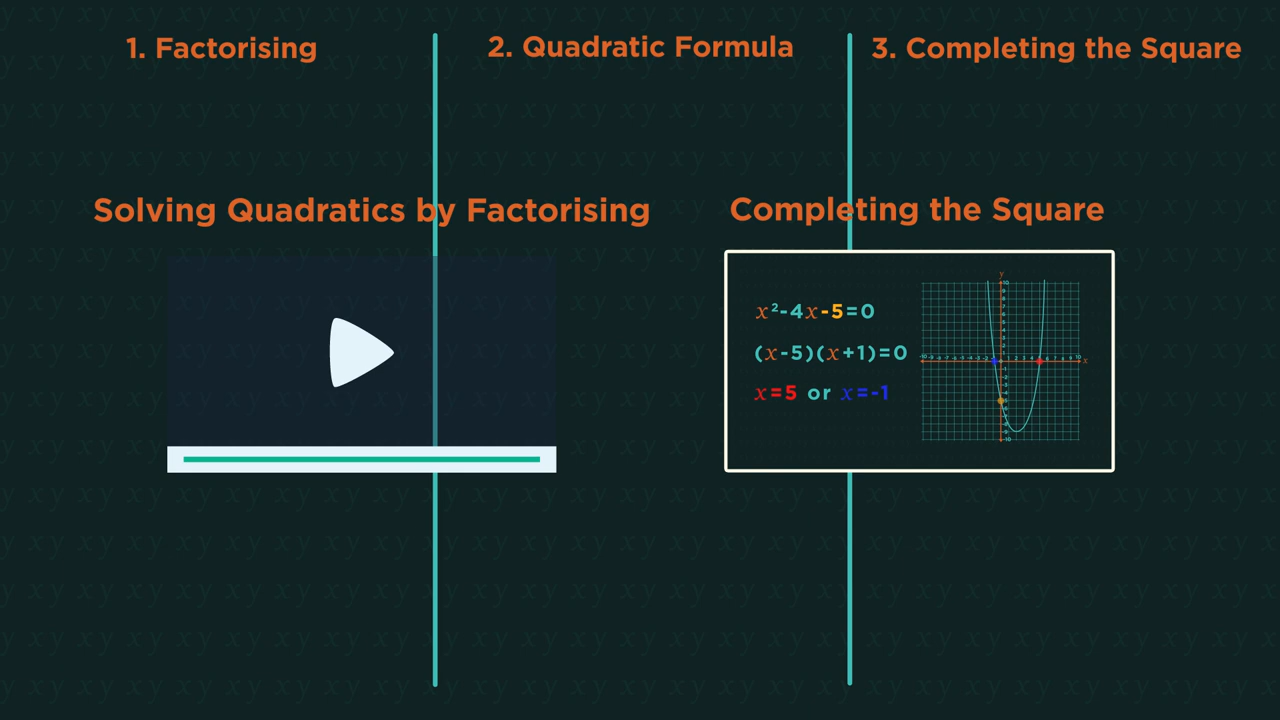 1. Factorising
2. Quadratic Formula
3. Completing the Square
Solving Quadratics by Factorising
Completing the Square
x²-4x-5=0
(x-5)(x+1)=0
x=5 or x=-1
y
x